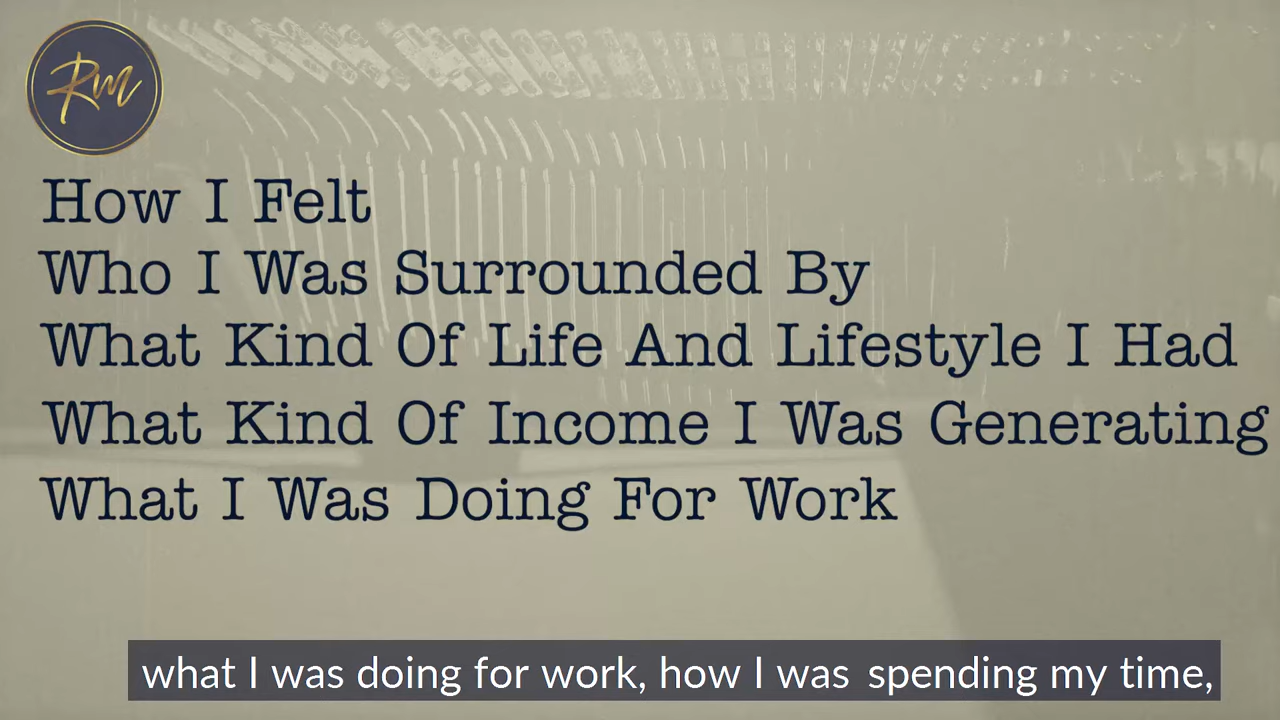 Rm
How I Felt
Who I Was Surrounded By
What Kind Of Life And Lifestyle I Had
What Kind Of Income I Was Generating
What I Was Doing For Work
what I was doing for work, how I was spending my time,